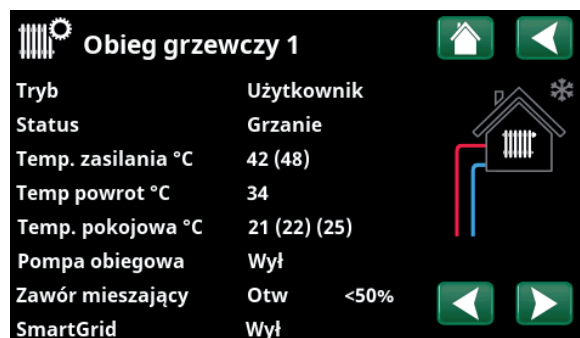 Obieg grzewczy 1
Tryb Użytkownik
Status Grzanie
Temp. zasilania °C 42 (48)
Temp powrot °C 34
Temp. pokojowa °C 21 (22) (25)
Pompa obiegowa Wył
Zawór mieszający Otw <50%
SmartGrid Wył